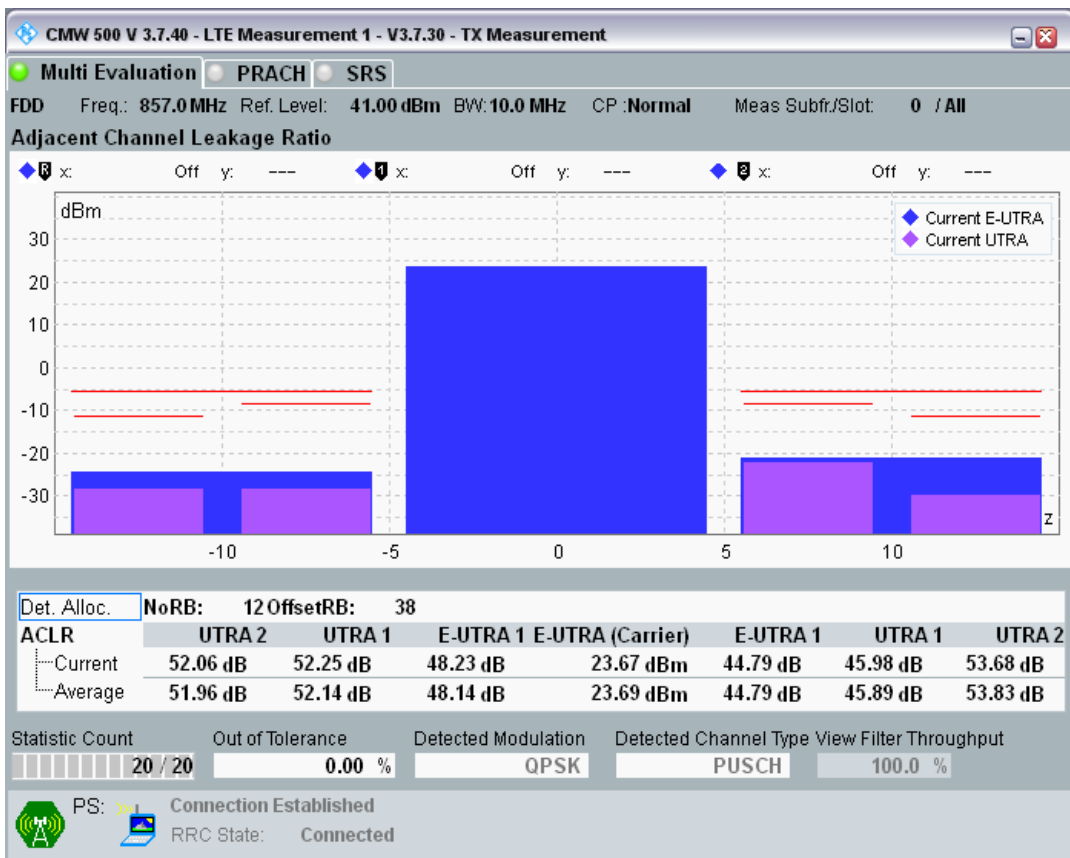 CMW 500 V 3.7.40 - LTE Measurement 1 - V3.7.30 - TX Measurement
Multi Evaluation PRACH SRS
FDD Freq.: 857.0 MHz Ref. Level: 41.00 dBm BW: 10.0 MHz CP :Normal Meas Subfr./Slot: 0 / All
Adjacent Channel Leakage Ratio
R x: Off y: --- 1 x: Off y: --- 2 x: Off y: ---
dBm
Current E-UTRA
Current UTRA
30
20
10
0
-10
-20
-30
z
-10 -5 0 5 10
Det. Alloc. NoRB: 12 OffsetRB: 38
ACLR UTRA 2 UTRA 1 E-UTRA 1 E-UTRA (Carrier) E-UTRA 1 UTRA 1 UTRA 2
Current 52.06 dB 52.25 dB 48.23 dB 23.67 dBm 44.79 dB 45.98 dB 53.68 dB
Average 51.96 dB 52.14 dB 48.14 dB 23.69 dBm 44.79 dB 45.89 dB 53.83 dB
Statistic Count Out of Tolerance Detected Modulation Detected Channel Type View Filter Throughput
20 / 20 0.00 % QPSK PUSCH 100.0 %
PS: Connection Established
RRC State: Connected